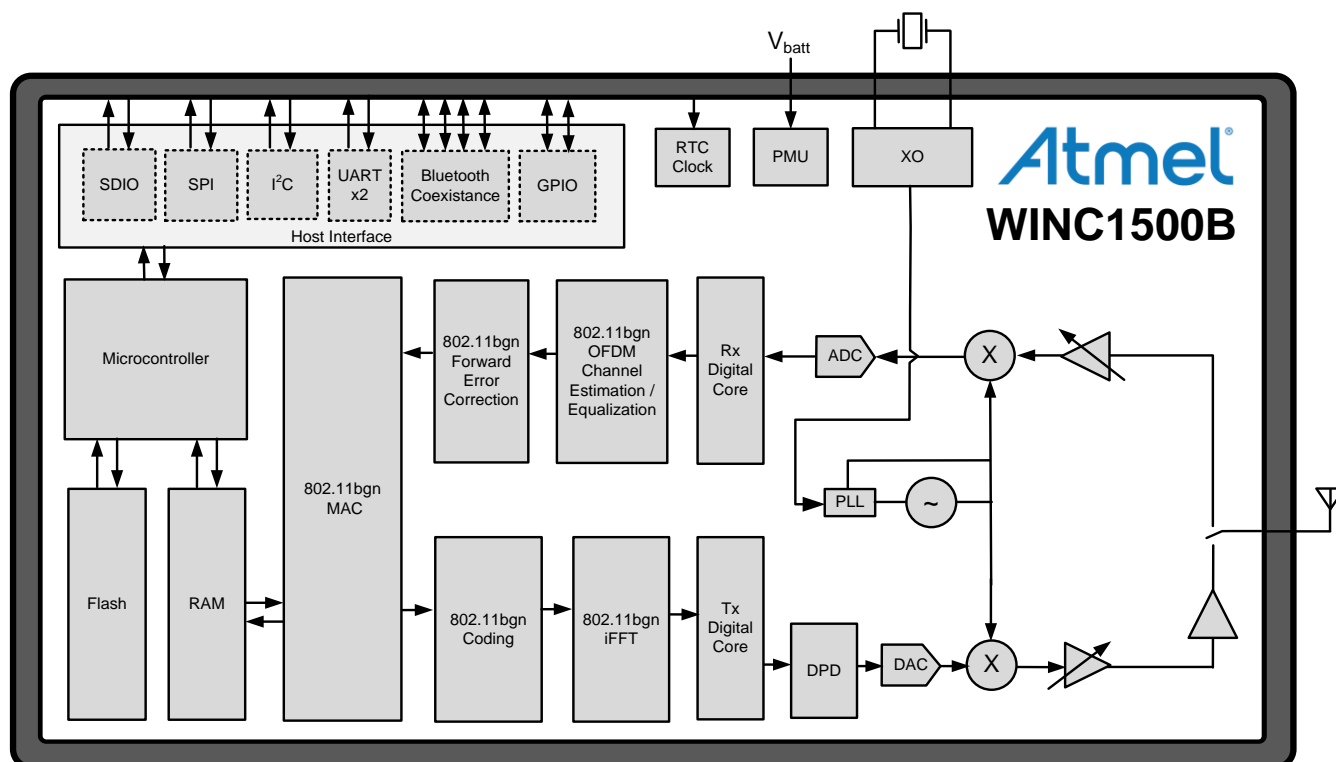 V_batt
Atmel®
WINC1500B
RTC
Clock
PMU
XO
SDIO
SPI
I²C
UART
x2
Bluetooth
Coexistance
GPIO
Host Interface
Microcontroller
802.11bgn
MAC
802.11bgn
Forward
Error
Correction
802.11bgn
OFDM
Channel
Estimation /
Equalization
Rx
Digital
Core
ADC
X
PLL
~
Flash
RAM
802.11bgn
Coding
802.11bgn
iFFT
Tx
Digital
Core
DPD
DAC
X